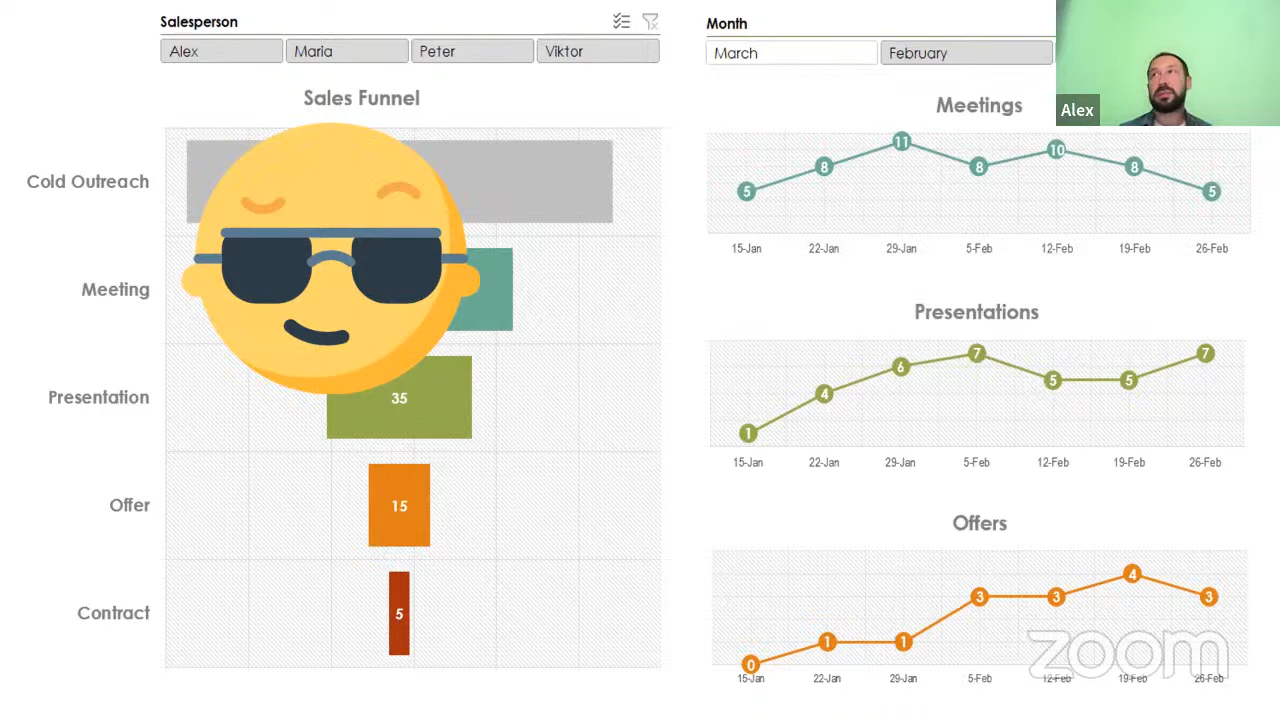 Salesperson
Alex Maria Peter Viktor
Sales Funnel
Cold Outreach
Meeting
Presentation
35
Offer
15
Contract
5
Month
March February
Alex
Meetings
5 8 11 8 10 8 5
15-Jan 22-Jan 29-Jan 5-Feb 12-Feb 19-Feb 26-Feb
Presentations
1 4 6 7 5 5 7
15-Jan 22-Jan 29-Jan 5-Feb 12-Feb 19-Feb 26-Feb
Offers
0 1 1 3 3 4 3
15-Jan 22-Jan 29-Jan 5-Feb 12-Feb 19-Feb 26-Feb
zoom